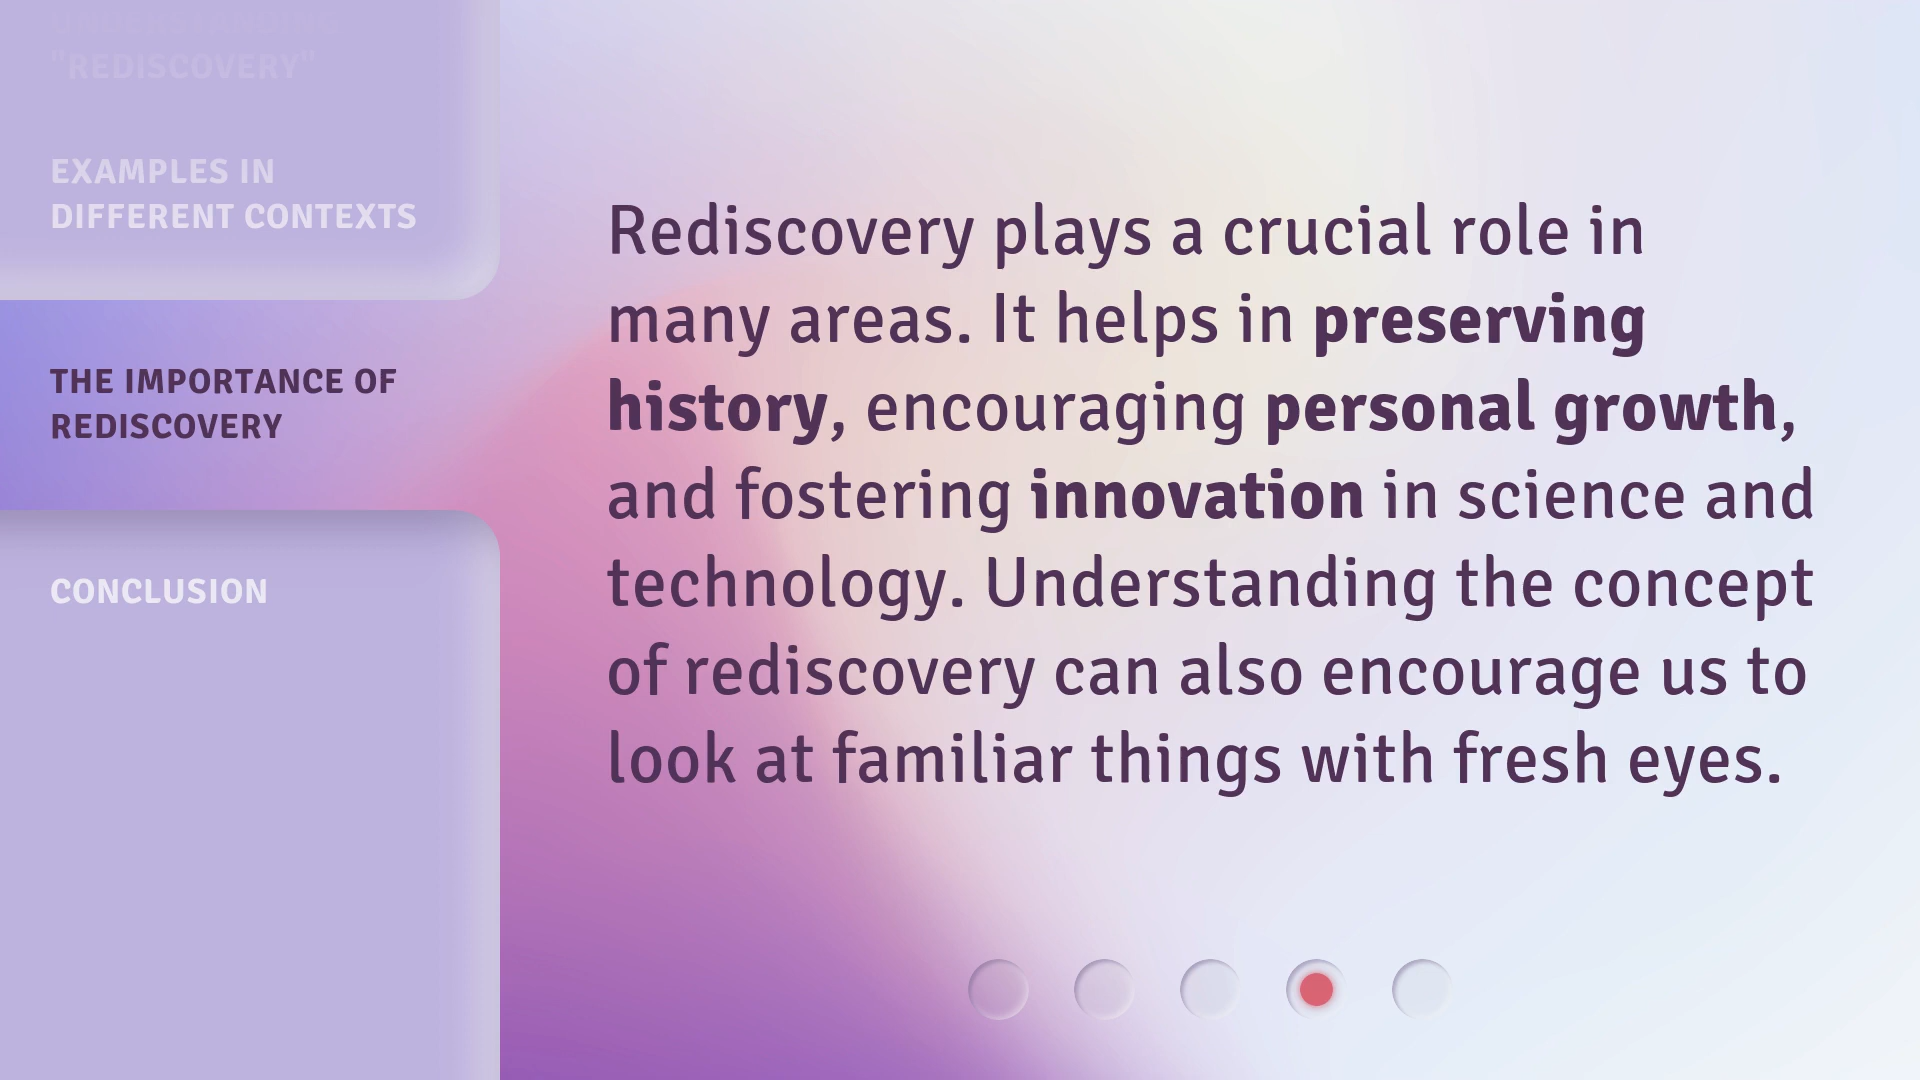 UNDERSTANDING
"REDISCOVERY"
EXAMPLES IN
DIFFERENT CONTEXTS
THE IMPORTANCE OF
REDISCOVERY
CONCLUSION
Rediscovery plays a crucial role in
many areas. It helps in preserving
history, encouraging personal growth,
and fostering innovation in science and
technology. Understanding the concept
of rediscovery can also encourage us to
look at familiar things with fresh eyes.